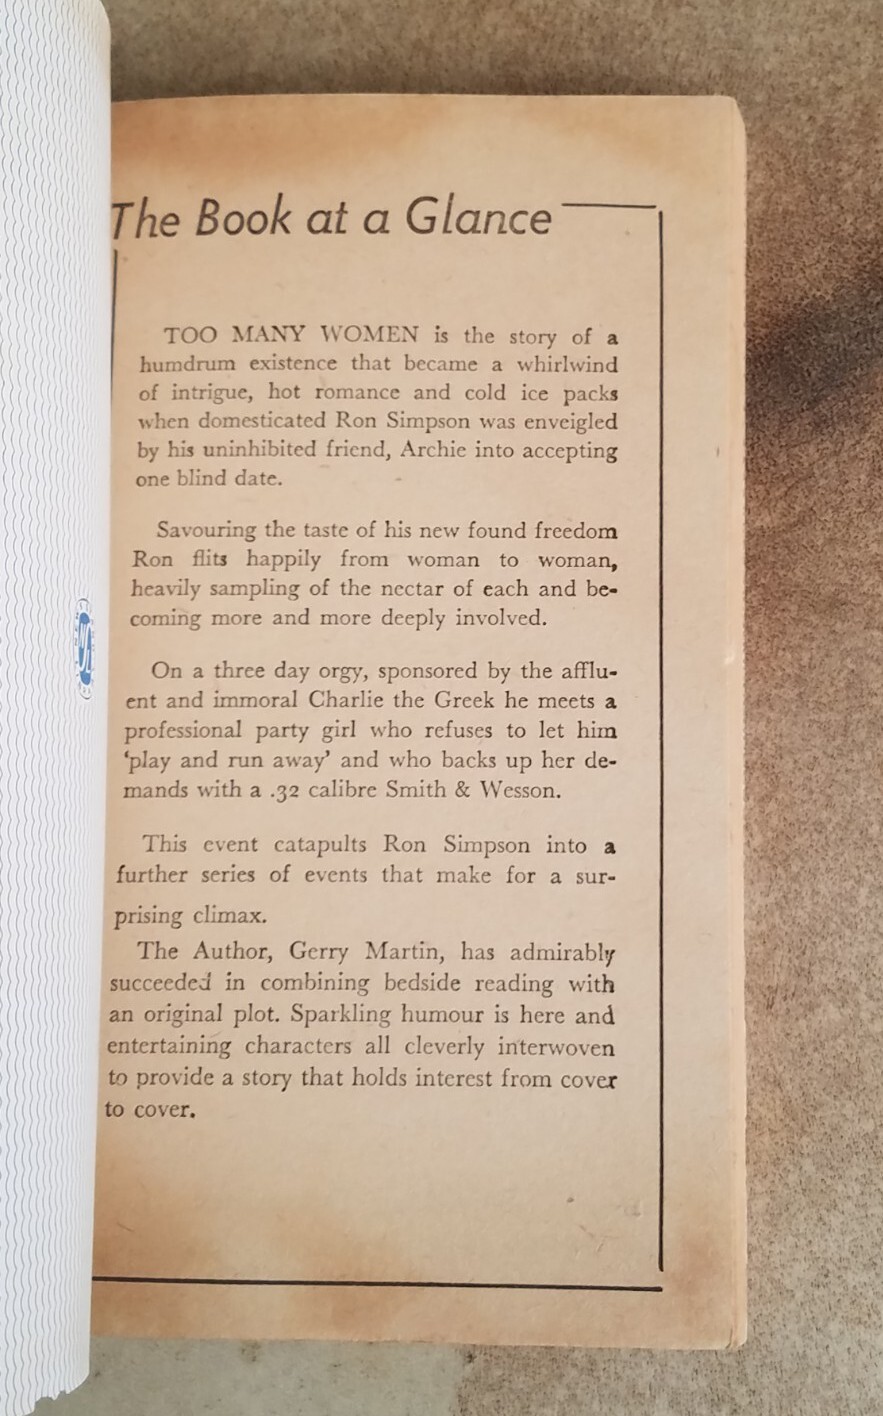 The Book at a Glance
TOO MANY WOMEN is the story of a
humdrum existence that became a whirlwind
of intrigue, hot romance and cold ice packs
when domesticated Ron Simpson was enveigled
by his uninhibited friend, Archie into accepting
one blind date.
Savouring the taste of his new found freedom
Ron flits happily from woman to woman,
heavily sampling of the nectar of each and be-
coming more and more deeply involved.
On a three day orgy, sponsored by the afflu-
ent and immoral Charlie the Greek he meets a
professional party girl who refuses to let him
‘play and run away’ and who backs up her de-
mands with a .32 calibre Smith & Wesson.
This event catapults Ron Simpson into a
further series of events that make for a sur-
prising climax.
The Author, Gerry Martin, has admirably
succeeded in combining bedside reading with
an original plot. Sparkling humour is here and
entertaining characters all cleverly interwoven
to provide a story that holds interest from cover
to cover.